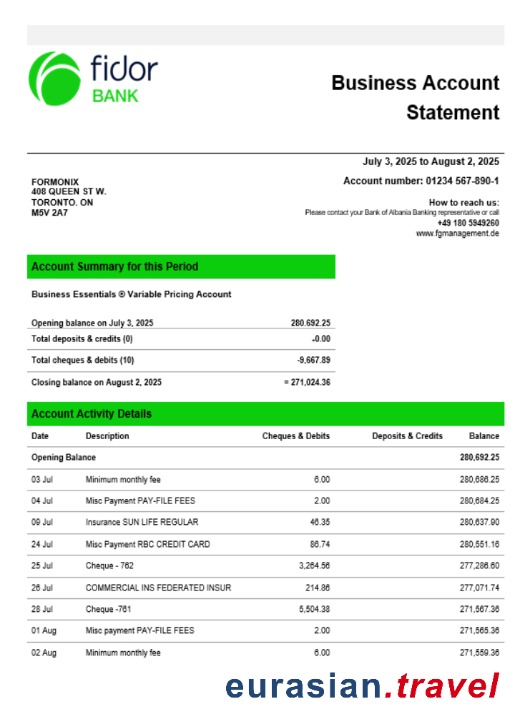 fidor
BANK
Business Account
Statement
July 3, 2025 to August 2, 2025
FORMONIX
408 QUEEN ST W.
TORONTO. ON
M5V 2A7
Account number: 01234 567-890-1
How to reach us:
Please contact your Bank of Albania Banking representative or call
+49 180 5949260
www.fgmanagement.de
Account Summary for this Period
Business Essentials ® Variable Pricing Account
Opening balance on July 3, 2025 280.692.25
Total deposits & credits (0) -0.00
Total cheques & debits (10) -9,667.89
Closing balance on August 2, 2025 = 271,024.36
Account Activity Details
Date Description Cheques & Debits Deposits & Credits Balance
Opening Balance 280,692.25
03 Jul Minimum monthly fee 6.00 280,686.25
04 Jul Misc Payment PAY-FILE FEES 2.00 280,684.25
09 Jul Insurance SUN LIFE REGULAR 46.35 280,637.90
24 Jul Misc Payment RBC CREDIT CARD 86.74 280,551.16
25 Jul Cheque - 762 3,264.56 277,286.60
26 Jul COMMERCIAL INS FEDERATED INSUR 214.86 277,071.74
28 Jul Cheque -761 5,504.38 271,567.36
01 Aug Misc payment PAY-FILE FEES 2.00 271,565.36
02 Aug Minimum monthly fee 6.00 271,559.36
eurasian.travel